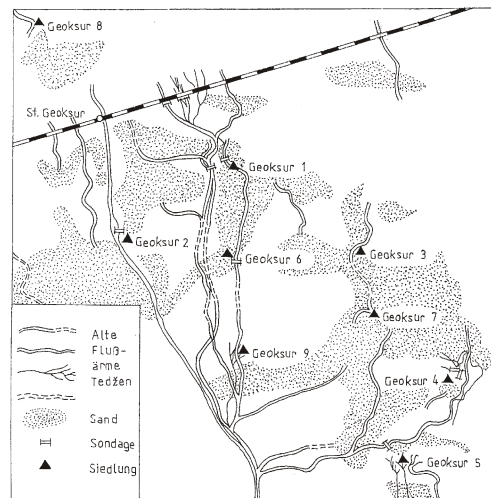 Geoksur 8
St. Geoksur
Geoksur 1
Geoksur 2
Geoksur 6
Geoksur 3
Geoksur 7
Geoksur 9
Geoksur 4
Geoksur 5
Alte
Fluß-
ärme
Tedžen
Sand
Sondage
Siedlung